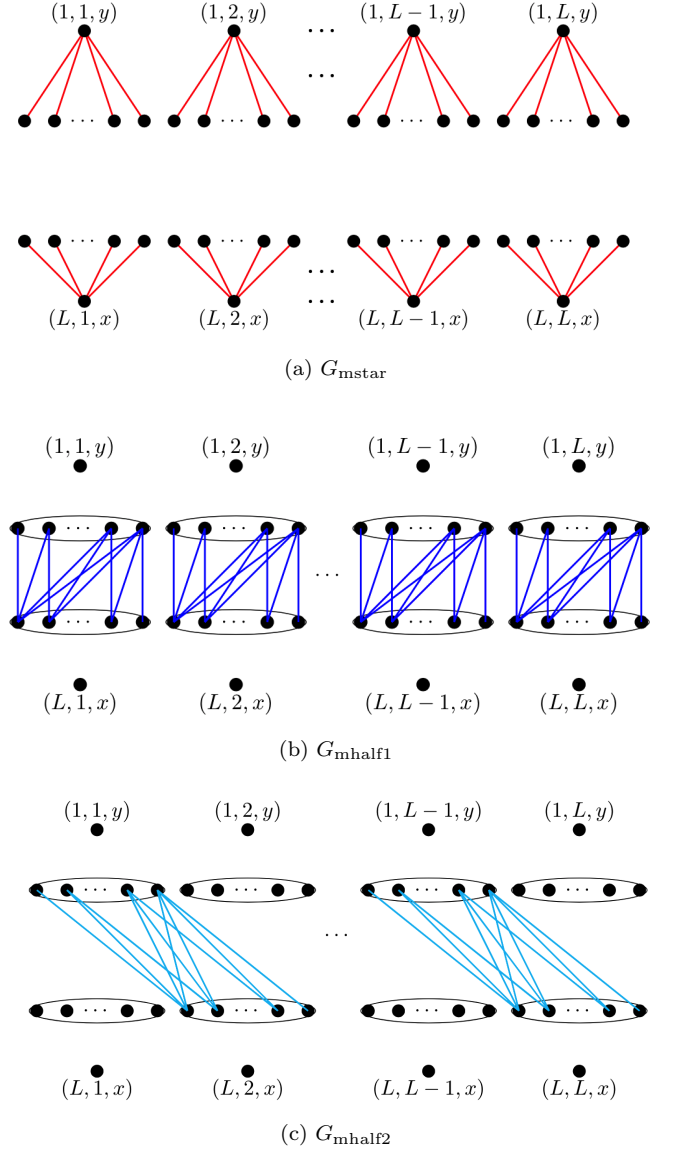 (1, 1, y) (1, 2, y) ··· (1, L − 1, y) (1, L, y)
···
··· ··· ··· ···
··· ··· ··· ···
···
···
(L, 1, x) (L, 2, x) (L, L − 1, x) (L, L, x)
(a) G_mstar
(1, 1, y) (1, 2, y) (1, L − 1, y) (1, L, y)
··· ··· ··· ···
···
··· ··· ··· ···
(L, 1, x) (L, 2, x) (L, L − 1, x) (L, L, x)
(b) G_mhalf1
(1, 1, y) (1, 2, y) (1, L − 1, y) (1, L, y)
··· ··· ··· ···
···
··· ··· ··· ···
(L, 1, x) (L, 2, x) (L, L − 1, x) (L, L, x)
(c) G_mhalf2